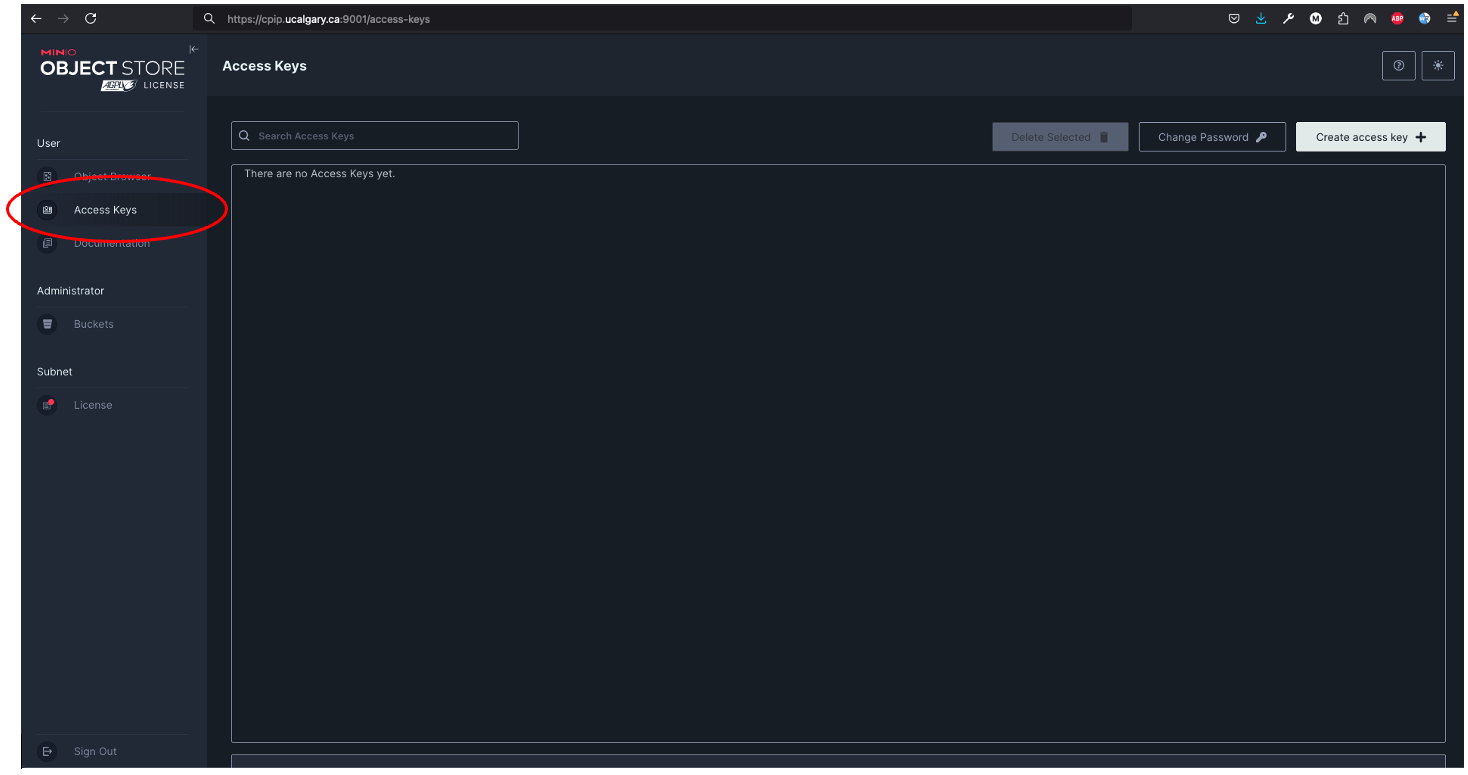 https://cpip.ucalgary.ca:9001/access-keys
M
ABP
MINIO
OBJECT STORE
AGPLv3 LICENSE
Access Keys
Search Access Keys
Delete Selected
Change Password
Create access key
User
There are no Access Keys yet.
Object Browser
Access Keys
Documentation
Administrator
Buckets
Subnet
License
Sign Out